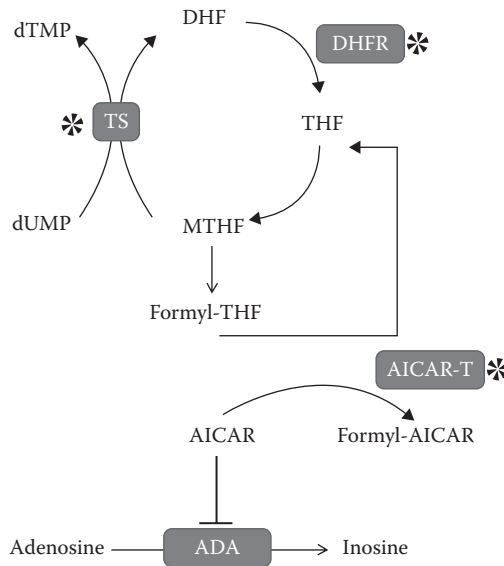 dTMP
DHF
DHFR
TS
THF
dUMP
MTHF
Formyl-THF
AICAR-T
AICAR
Formyl-AICAR
Adenosine
ADA
Inosine